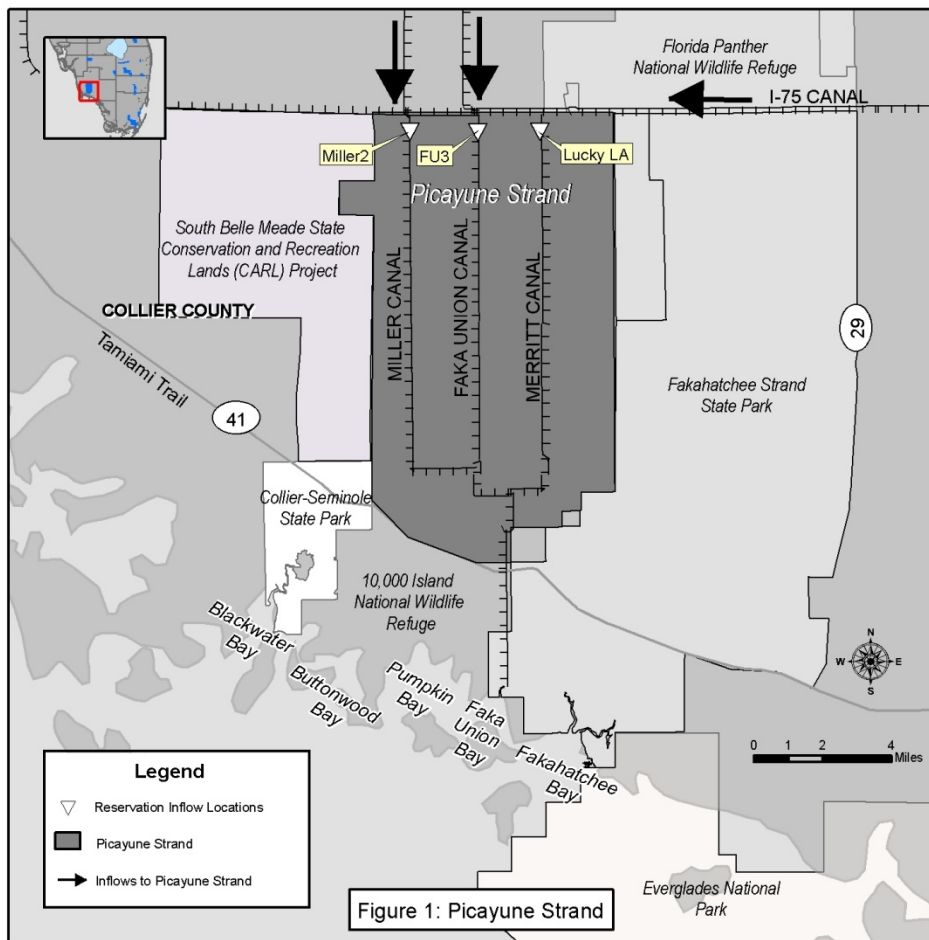 Florida Panther
National Wildlife Refuge
I-75 CANAL
Miller2
FU3
Lucky LA
Picayune Strand
South Belle Meade State
Conservation and Recreation
Lands (CARL) Project
COLLIER COUNTY
MILLER CANAL
FAKA UNION CANAL
MERRITT CANAL
29
Tamiami Trail
41
Fakahatchee Strand
State Park
Collier-Seminole
State Park
10,000 Island
National Wildlife
Refuge
Blackwater
Bay
Buttonwood
Bay
Pumpkin
Bay
Faka
Union
Bay
Fakahatchee
Bay
N
W
E
S
0 1 2 4
Miles
Legend
Reservation Inflow Locations
Picayune Strand
Inflows to Picayune Strand
Everglades National
Park
Figure 1: Picayune Strand